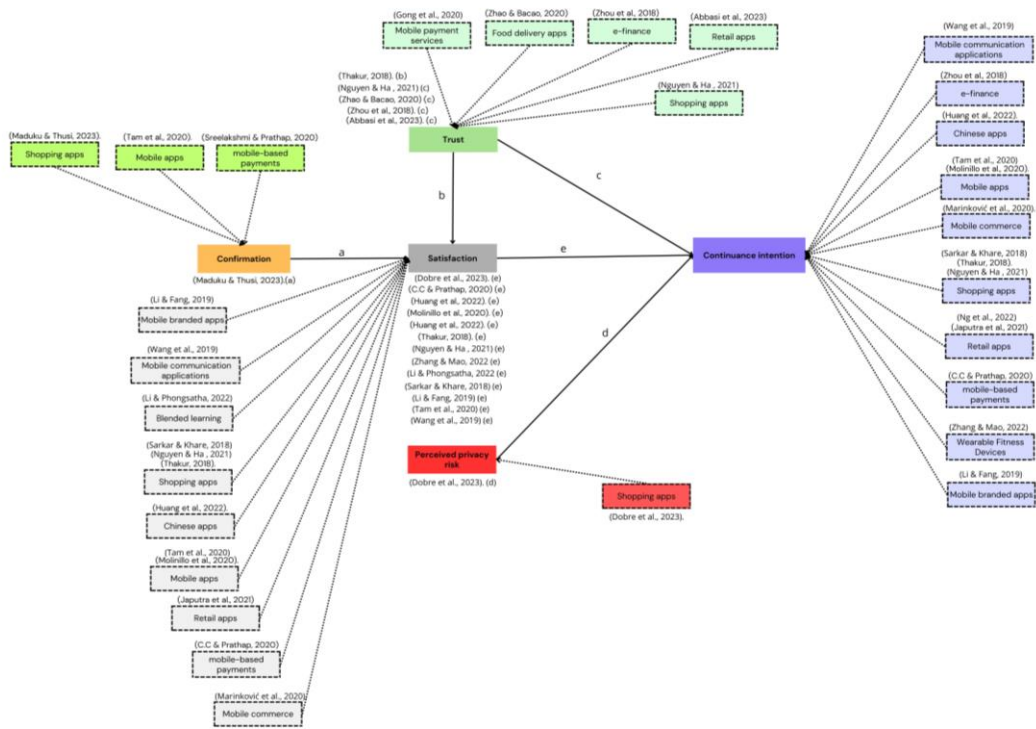 (Gong et al., 2020)
Mobile payment
services
(Zhao & Bacao, 2020)
Food delivery apps
(Zhou et al., 2018)
e-finance
(Abbasi et al., 2023)
Retail apps
(Wang et al., 2019)
Mobile communication
applications
(Thakur, 2018). (b)
(Nguyen & Ha , 2021) (c)
(Zhao & Bacao, 2020) (c)
(Zhou et al., 2018). (c)
(Abbasi et al., 2023). (c)
(Nguyen & Ha , 2021)
Shopping apps
(Zhou et al., 2018)
e-finance
(Maduku & Thusi, 2023).
Shopping apps
(Tam et al., 2020).
Mobile apps
(Sreelakshmi & Prathap, 2020)
mobile-based
payments
Trust
(Huang et al., 2022).
Chinese apps
b
c
(Tam et al., 2020)
(Molinillo et al., 2020).
Mobile apps
(Marinković et al., 2020).
Mobile commerce
Confirmation
a
Satisfaction
e
Continuance intention
(Maduku & Thusi, 2023).(a)
(Dobre et al., 2023). (e)
(C.C & Prathap, 2020) (e)
(Huang et al., 2022). (e)
(Molinillo et al., 2020). (e)
(Huang et al., 2022). (e)
(Thakur, 2018). (e)
(Nguyen & Ha , 2021) (e)
(Zhang & Mao, 2022 (e)
(Li & Phongsatha, 2022 (e)
(Sarkar & Khare, 2018) (e)
(Li & Fang, 2019) (e)
(Tam et al., 2020) (e)
(Wang et al., 2019) (e)
d
(Sarkar & Khare, 2018)
(Thakur, 2018).
(Nguyen & Ha , 2021)
Shopping apps
(Li & Fang, 2019)
Mobile branded apps
(Ng et al., 2022)
(Japutra et al., 2021)
Retail apps
(Wang et al., 2019)
Mobile communication
applications
(C.C & Prathap, 2020)
mobile-based
payments
(Li & Phongsatha, 2022)
Blended learning
(Zhang & Mao, 2022)
Wearable Fitness
Devices
(Sarkar & Khare, 2018)
(Nguyen & Ha , 2021)
(Thakur, 2018).
Shopping apps
Perceived privacy
risk
(Dobre et al., 2023). (d)
(Li & Fang, 2019)
Mobile branded apps
Shopping apps
(Dobre et al., 2023).
(Huang et al., 2022).
Chinese apps
(Tam et al., 2020)
(Molinillo et al., 2020).
Mobile apps
(Japutra et al., 2021)
Retail apps
(C.C & Prathap, 2020)
mobile-based
payments
(Marinković et al., 2020)
Mobile commerce